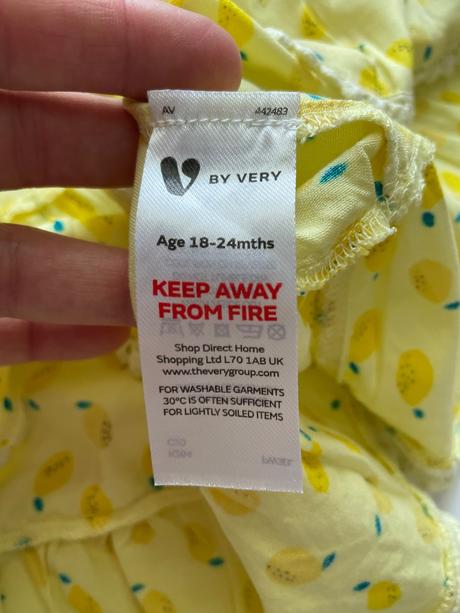 AV 442483
V BY VERY
Age 18-24mths
KEEP AWAY
FROM FIRE
Shop Direct Home
Shopping Ltd L70 1AB UK
www.theverygroup.com
FOR WASHABLE GARMENTS
30°C IS OFTEN SUFFICIENT
FOR LIGHTLY SOILED ITEMS